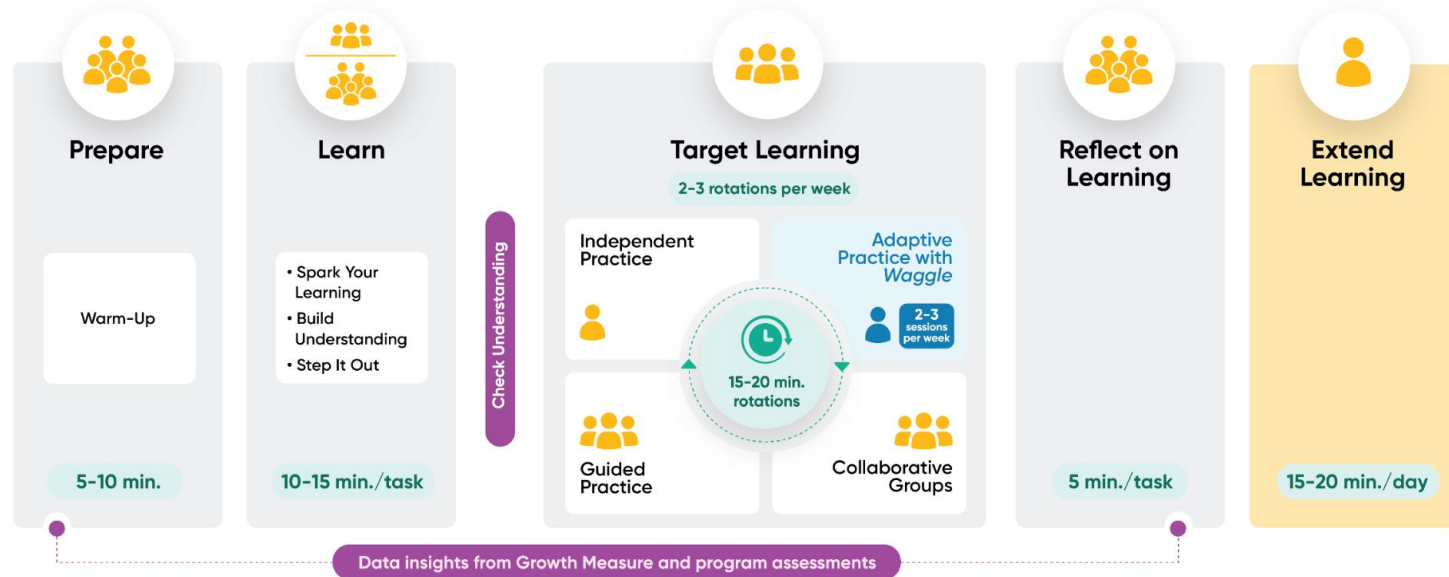 Prepare
Warm-Up
5-10 min.
Learn
• Spark Your
Learning
• Build
Understanding
• Step It Out
10-15 min./task
Check Understanding
Target Learning
2-3 rotations per week
Independent
Practice
Adaptive
Practice with
Waggle
2-3
sessions
per week
15-20 min.
rotations
Guided
Practice
Collaborative
Groups
Reflect on
Learning
5 min./task
Extend
Learning
15-20 min./day
Data insights from Growth Measure and program assessments